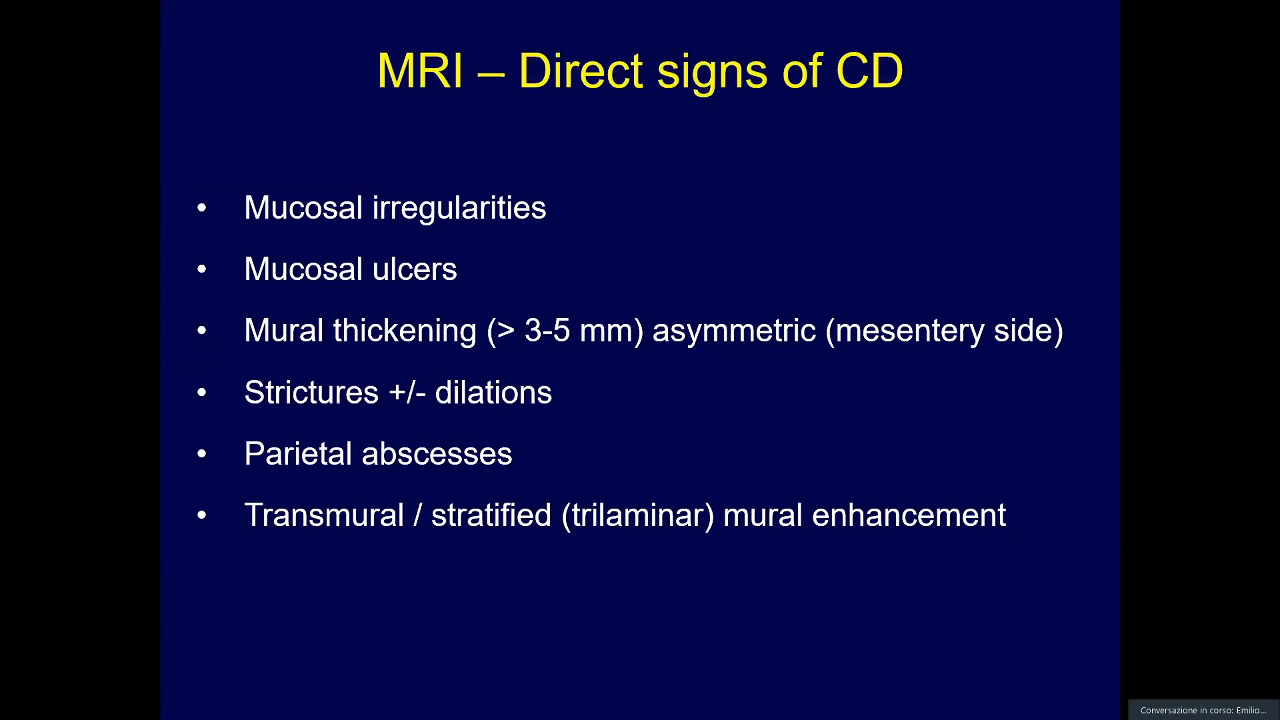 MRI – Direct signs of CD
• Mucosal irregularities
• Mucosal ulcers
• Mural thickening (> 3-5 mm) asymmetric (mesentery side)
• Strictures +/- dilations
• Parietal abscesses
• Transmural / stratified (trilaminar) mural enhancement
Conversazione in corso: Emilio...